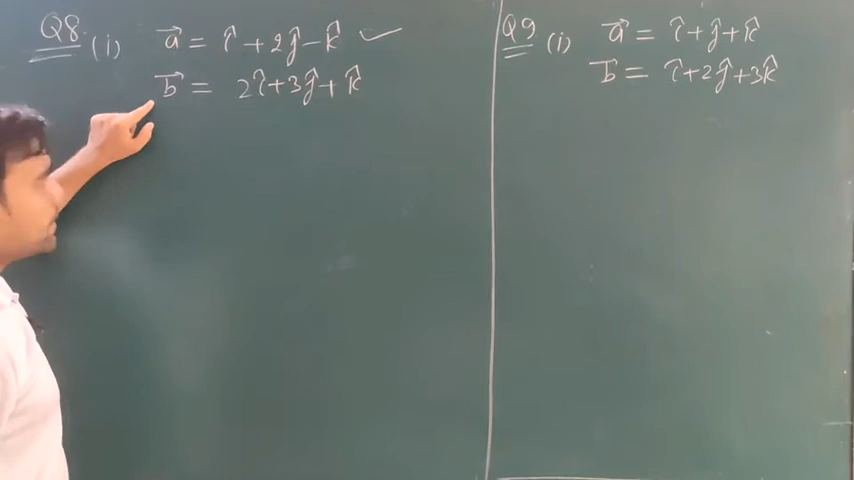 Q8 (i) a⃗ = î + 2ĵ - k̂ ✓
b⃗ = 2î + 3ĵ + k̂
Q9 (i) a⃗ = î + ĵ + k̂
b⃗ = î + 2ĵ + 3k̂